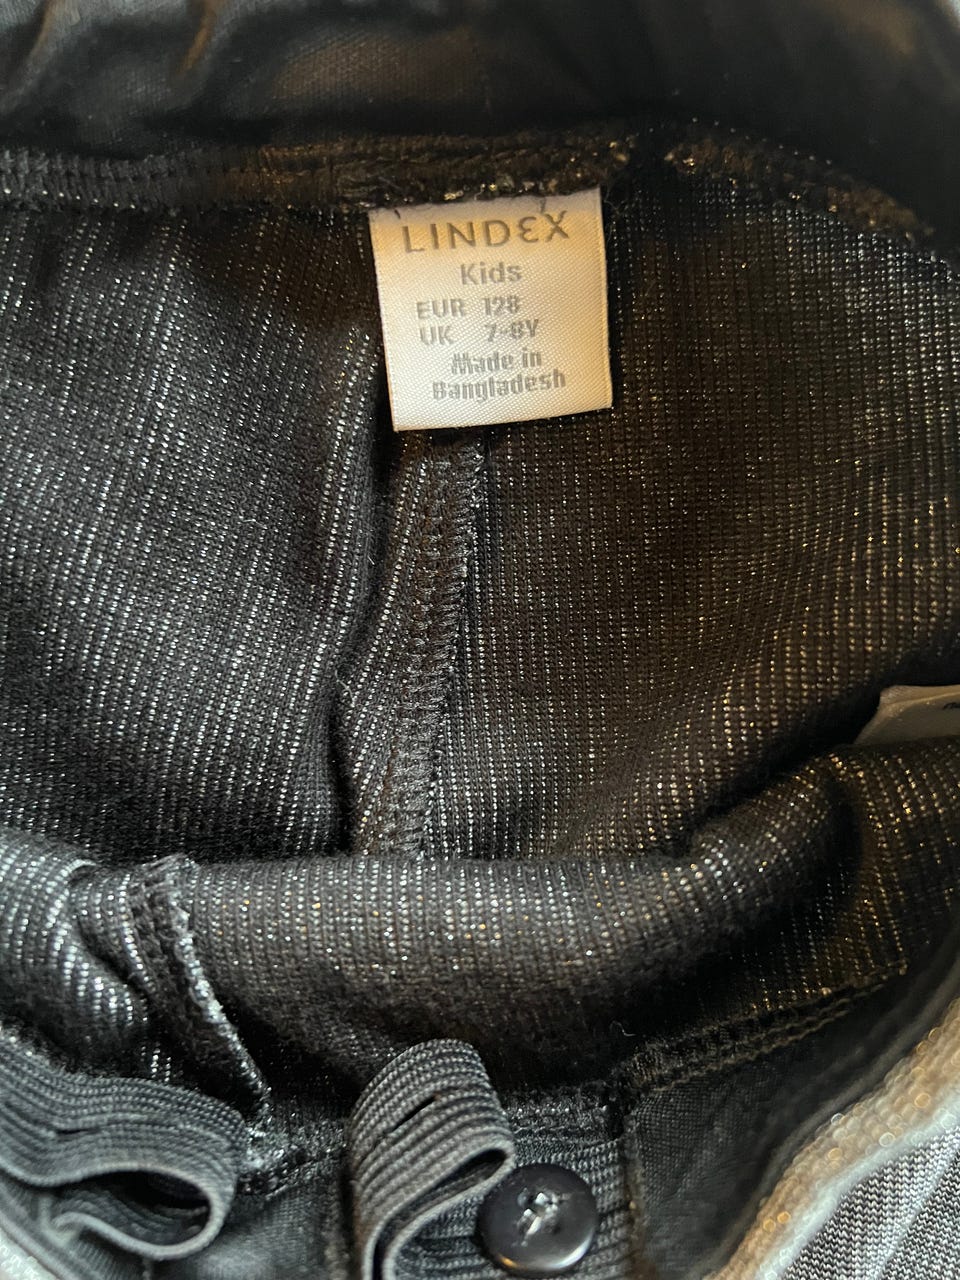 LINDEX
Kids
EUR 128
UK 7-8Y
Made in
Bangladesh